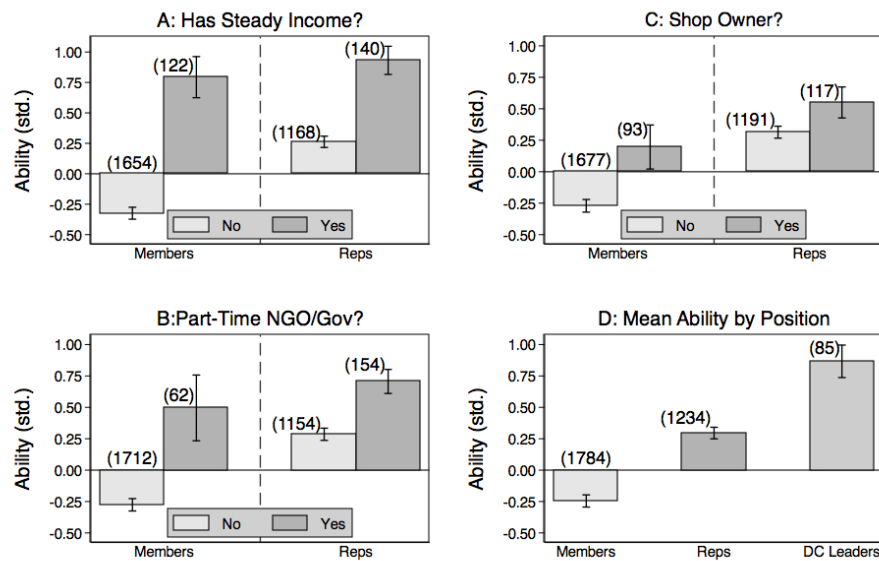 A: Has Steady Income?
Ability (std.)
1.00
0.75
0.50
0.25
0.00
-0.25
-0.50
(1654)
(122)
(1168)
(140)
No Yes
Members Reps
C: Shop Owner?
Ability (std.)
1.00
0.75
0.50
0.25
0.00
-0.25
-0.50
(1677)
(93)
(1191)
(117)
No Yes
Members Reps
B:Part-Time NGO/Gov?
Ability (std.)
1.00
0.75
0.50
0.25
0.00
-0.25
-0.50
(1712)
(62)
(1154)
(154)
No Yes
Members Reps
D: Mean Ability by Position
Ability (std.)
1.00
0.75
0.50
0.25
0.00
-0.25
-0.50
(1784)
(1234)
(85)
Members Reps DC Leaders